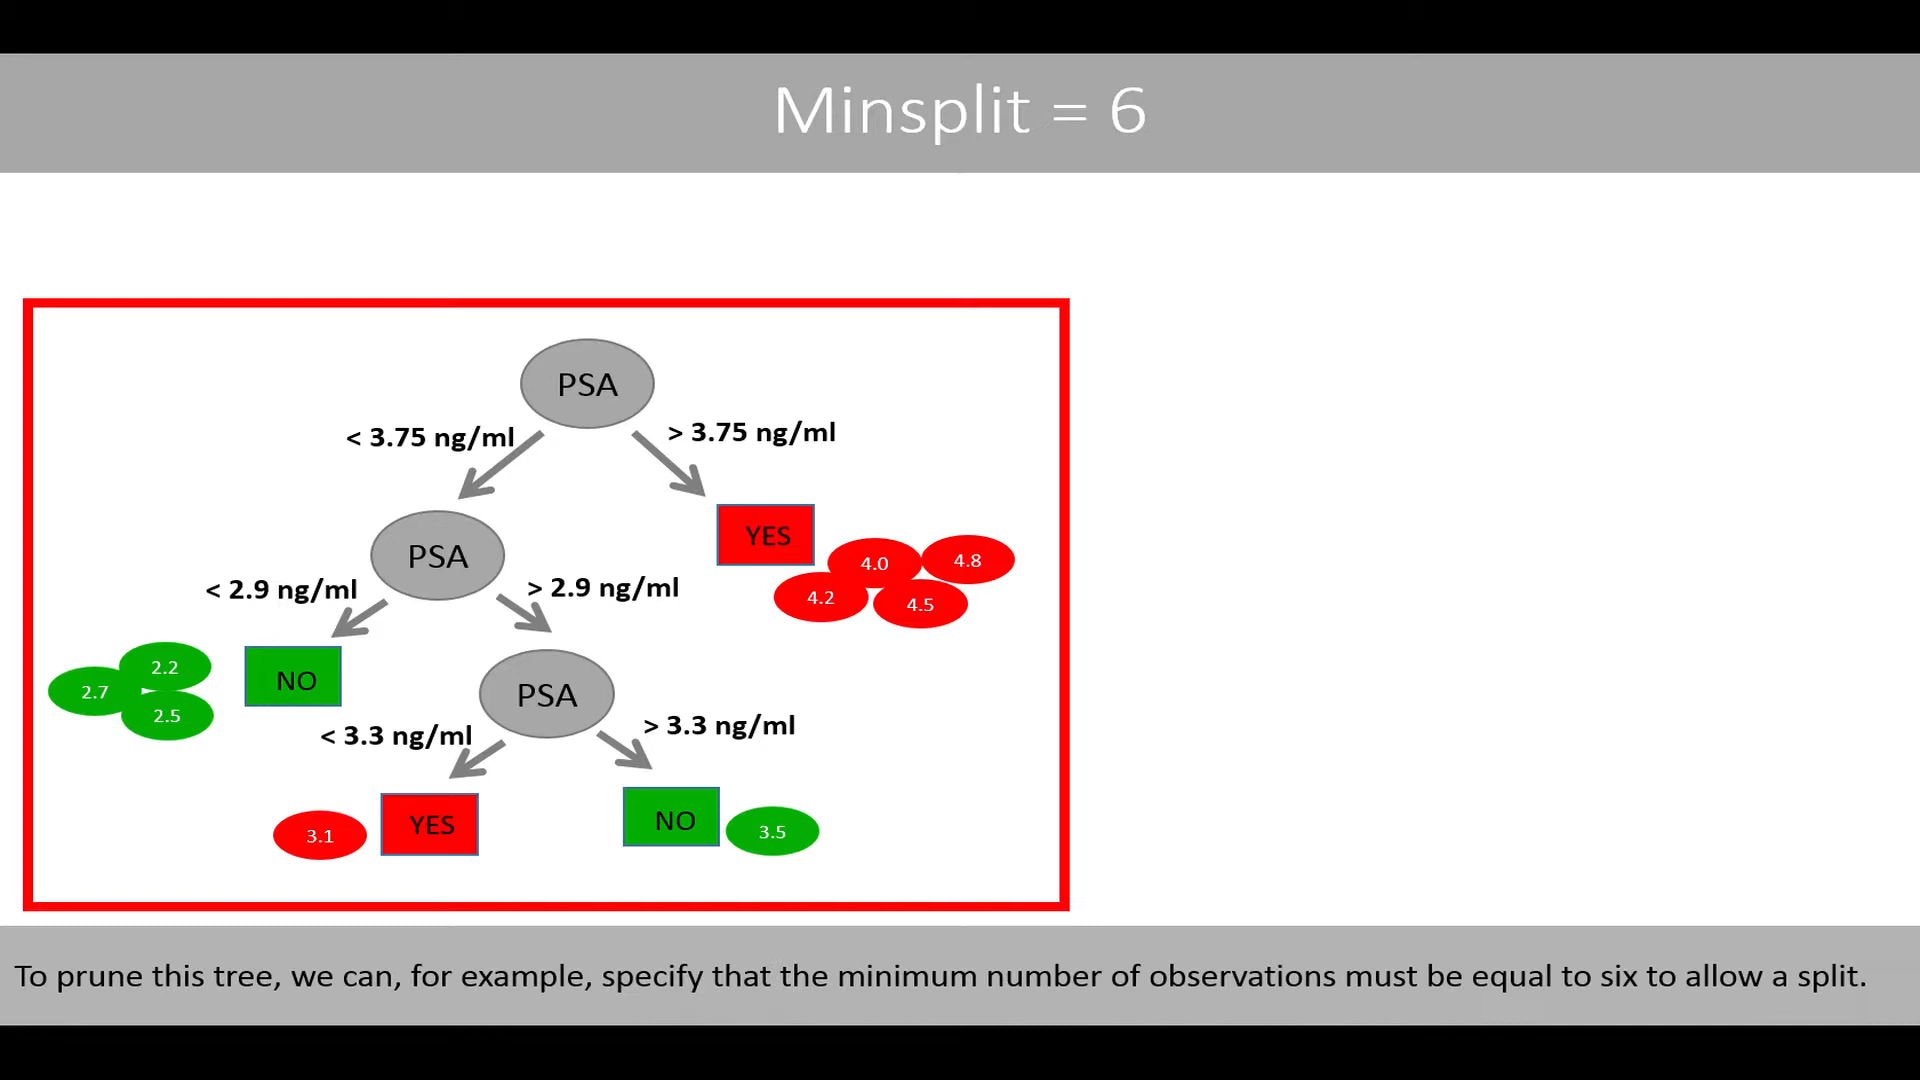 Minsplit = 6
PSA
< 3.75 ng/ml
> 3.75 ng/ml
PSA
YES
4.0
4.8
4.2
4.5
< 2.9 ng/ml
> 2.9 ng/ml
2.2
2.7
2.5
NO
PSA
< 3.3 ng/ml
> 3.3 ng/ml
3.1
YES
NO
3.5
To prune this tree, we can, for example, specify that the minimum number of observations must be equal to six to allow a split.